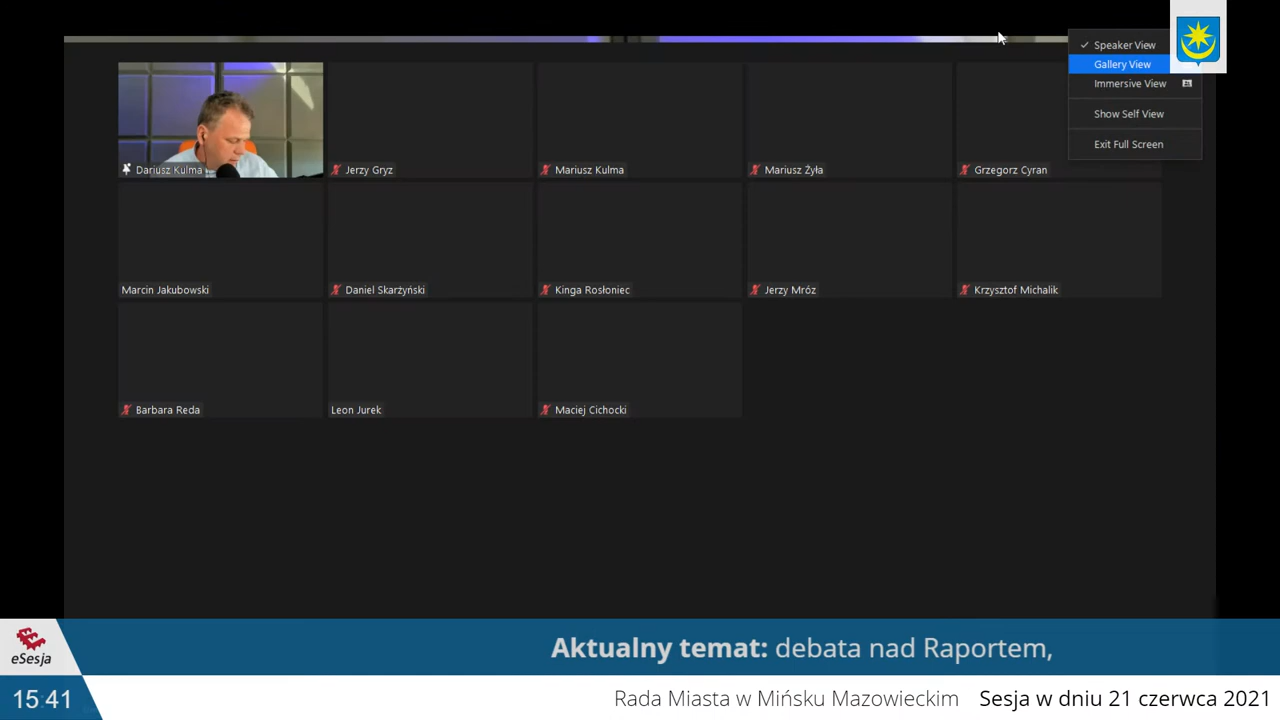 Speaker View
Gallery View
Immersive View
Show Self View
Exit Full Screen
Dariusz Kulma
Jerzy Gryz
Mariusz Kulma
Mariusz Żyła
Grzegorz Cyran
Marcin Jakubowski
Daniel Skarżyński
Kinga Rosłoniec
Jerzy Mróz
Krzysztof Michalik
Barbara Reda
Leon Jurek
Maciej Cichocki
Aktualny temat: debata nad Raportem,
eSesja
15:41
Rada Miasta w Mińsku Mazowieckim Sesja w dniu 21 czerwca 2021